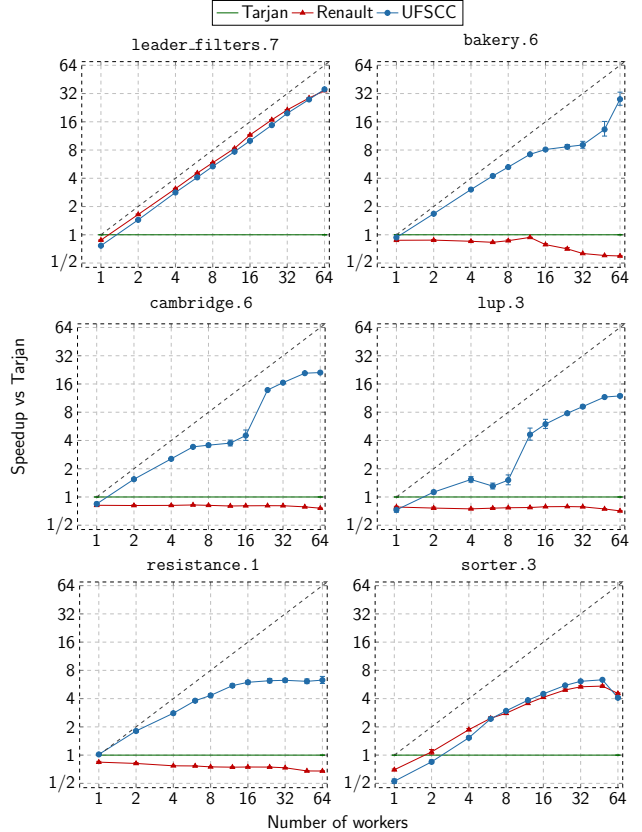 Tarjan Renault UFSCC
leader_filters.7 bakery.6
64 64
32 32
16 16
8 8
4 4
2 2
1 1
1/2 1/2
1 2 4 8 16 32 64 1 2 4 8 16 32 64
cambridge.6 lup.3
64 64
32 32
16 16
8 8
4 4
2 2
1 1
1/2 1/2
1 2 4 8 16 32 64 1 2 4 8 16 32 64
Speedup vs Tarjan
resistance.1 sorter.3
64 64
32 32
16 16
8 8
4 4
2 2
1 1
1/2 1/2
1 2 4 8 16 32 64 1 2 4 8 16 32 64
Number of workers